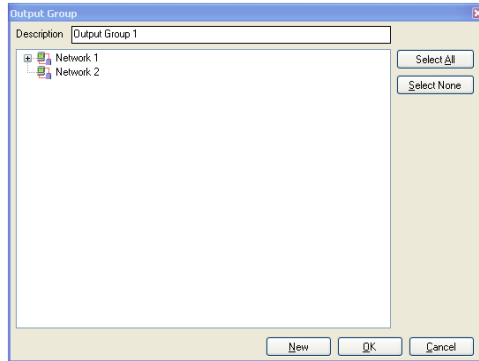 Output Group
Description Output Group 1
Network 1
Network 2
Select All
Select None
New OK Cancel